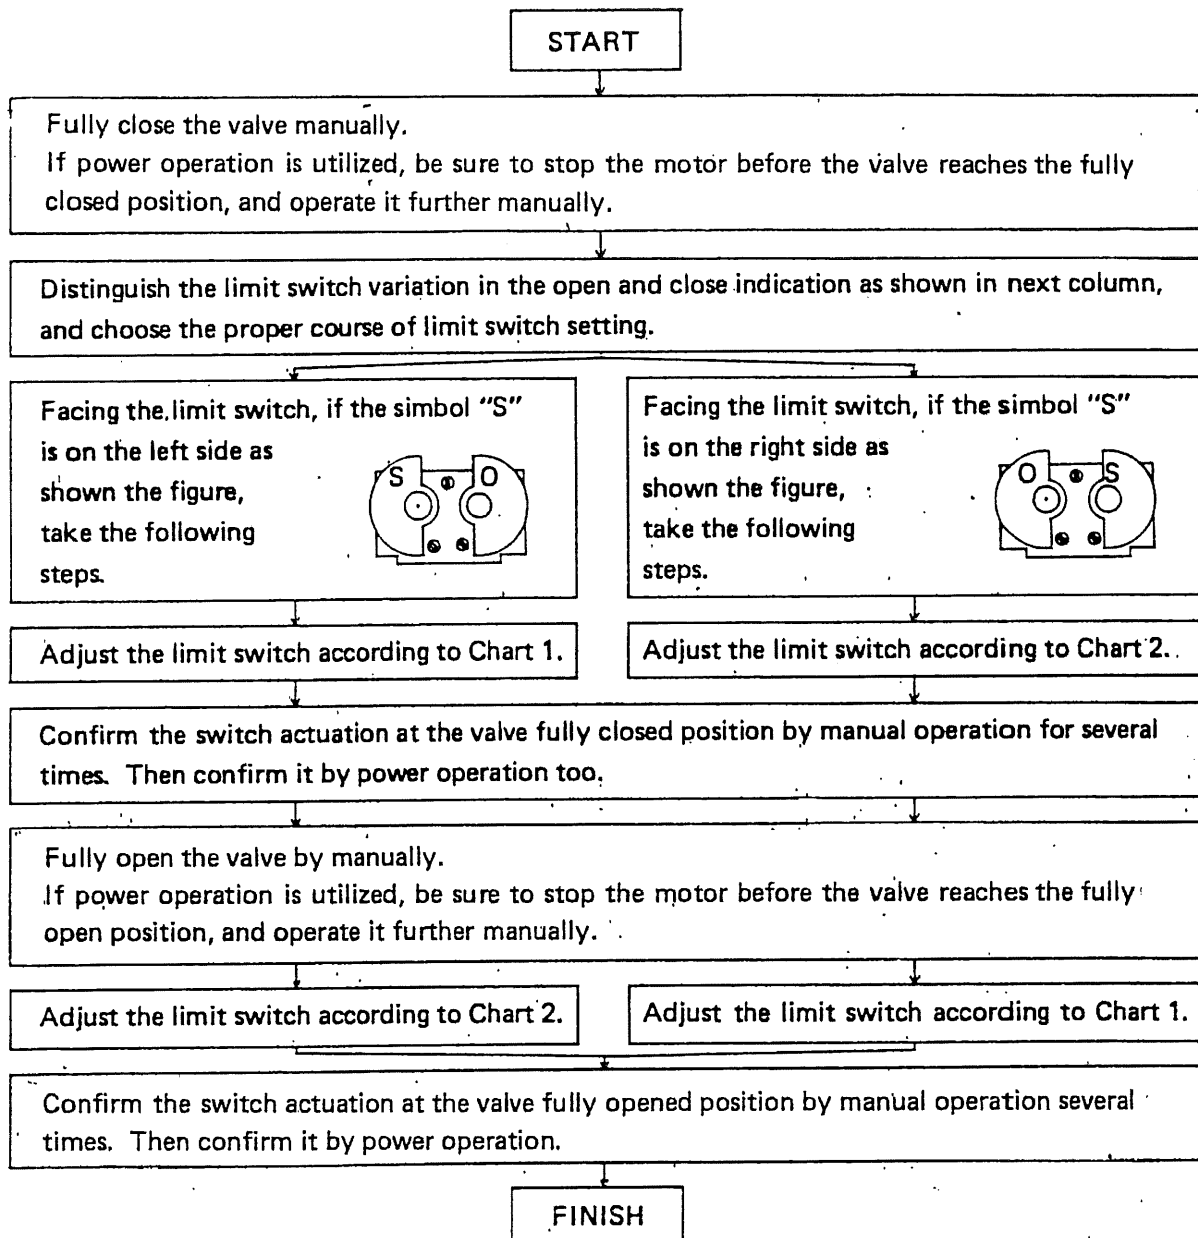 START
Fully close the valve manually.
If power operation is utilized, be sure to stop the motor before the valve reaches the fully
closed position, and operate it further manually.
Distinguish the limit switch variation in the open and close indication as shown in next column,
and choose the proper course of limit switch setting.
Facing the limit switch, if the simbol "S"
is on the left side as
shown the figure,
take the following
steps.
S O
Facing the limit switch, if the simbol "S"
is on the right side as
shown the figure,
take the following
steps.
O S
Adjust the limit switch according to Chart 1.
Adjust the limit switch according to Chart 2.
Confirm the switch actuation at the valve fully closed position by manual operation for several
times. Then confirm it by power operation too.
Fully open the valve by manually.
If power operation is utilized, be sure to stop the motor before the valve reaches the fully
open position, and operate it further manually.
Adjust the limit switch according to Chart 2.
Adjust the limit switch according to Chart 1.
Confirm the switch actuation at the valve fully opened position by manual operation several
times. Then confirm it by power operation.
FINISH